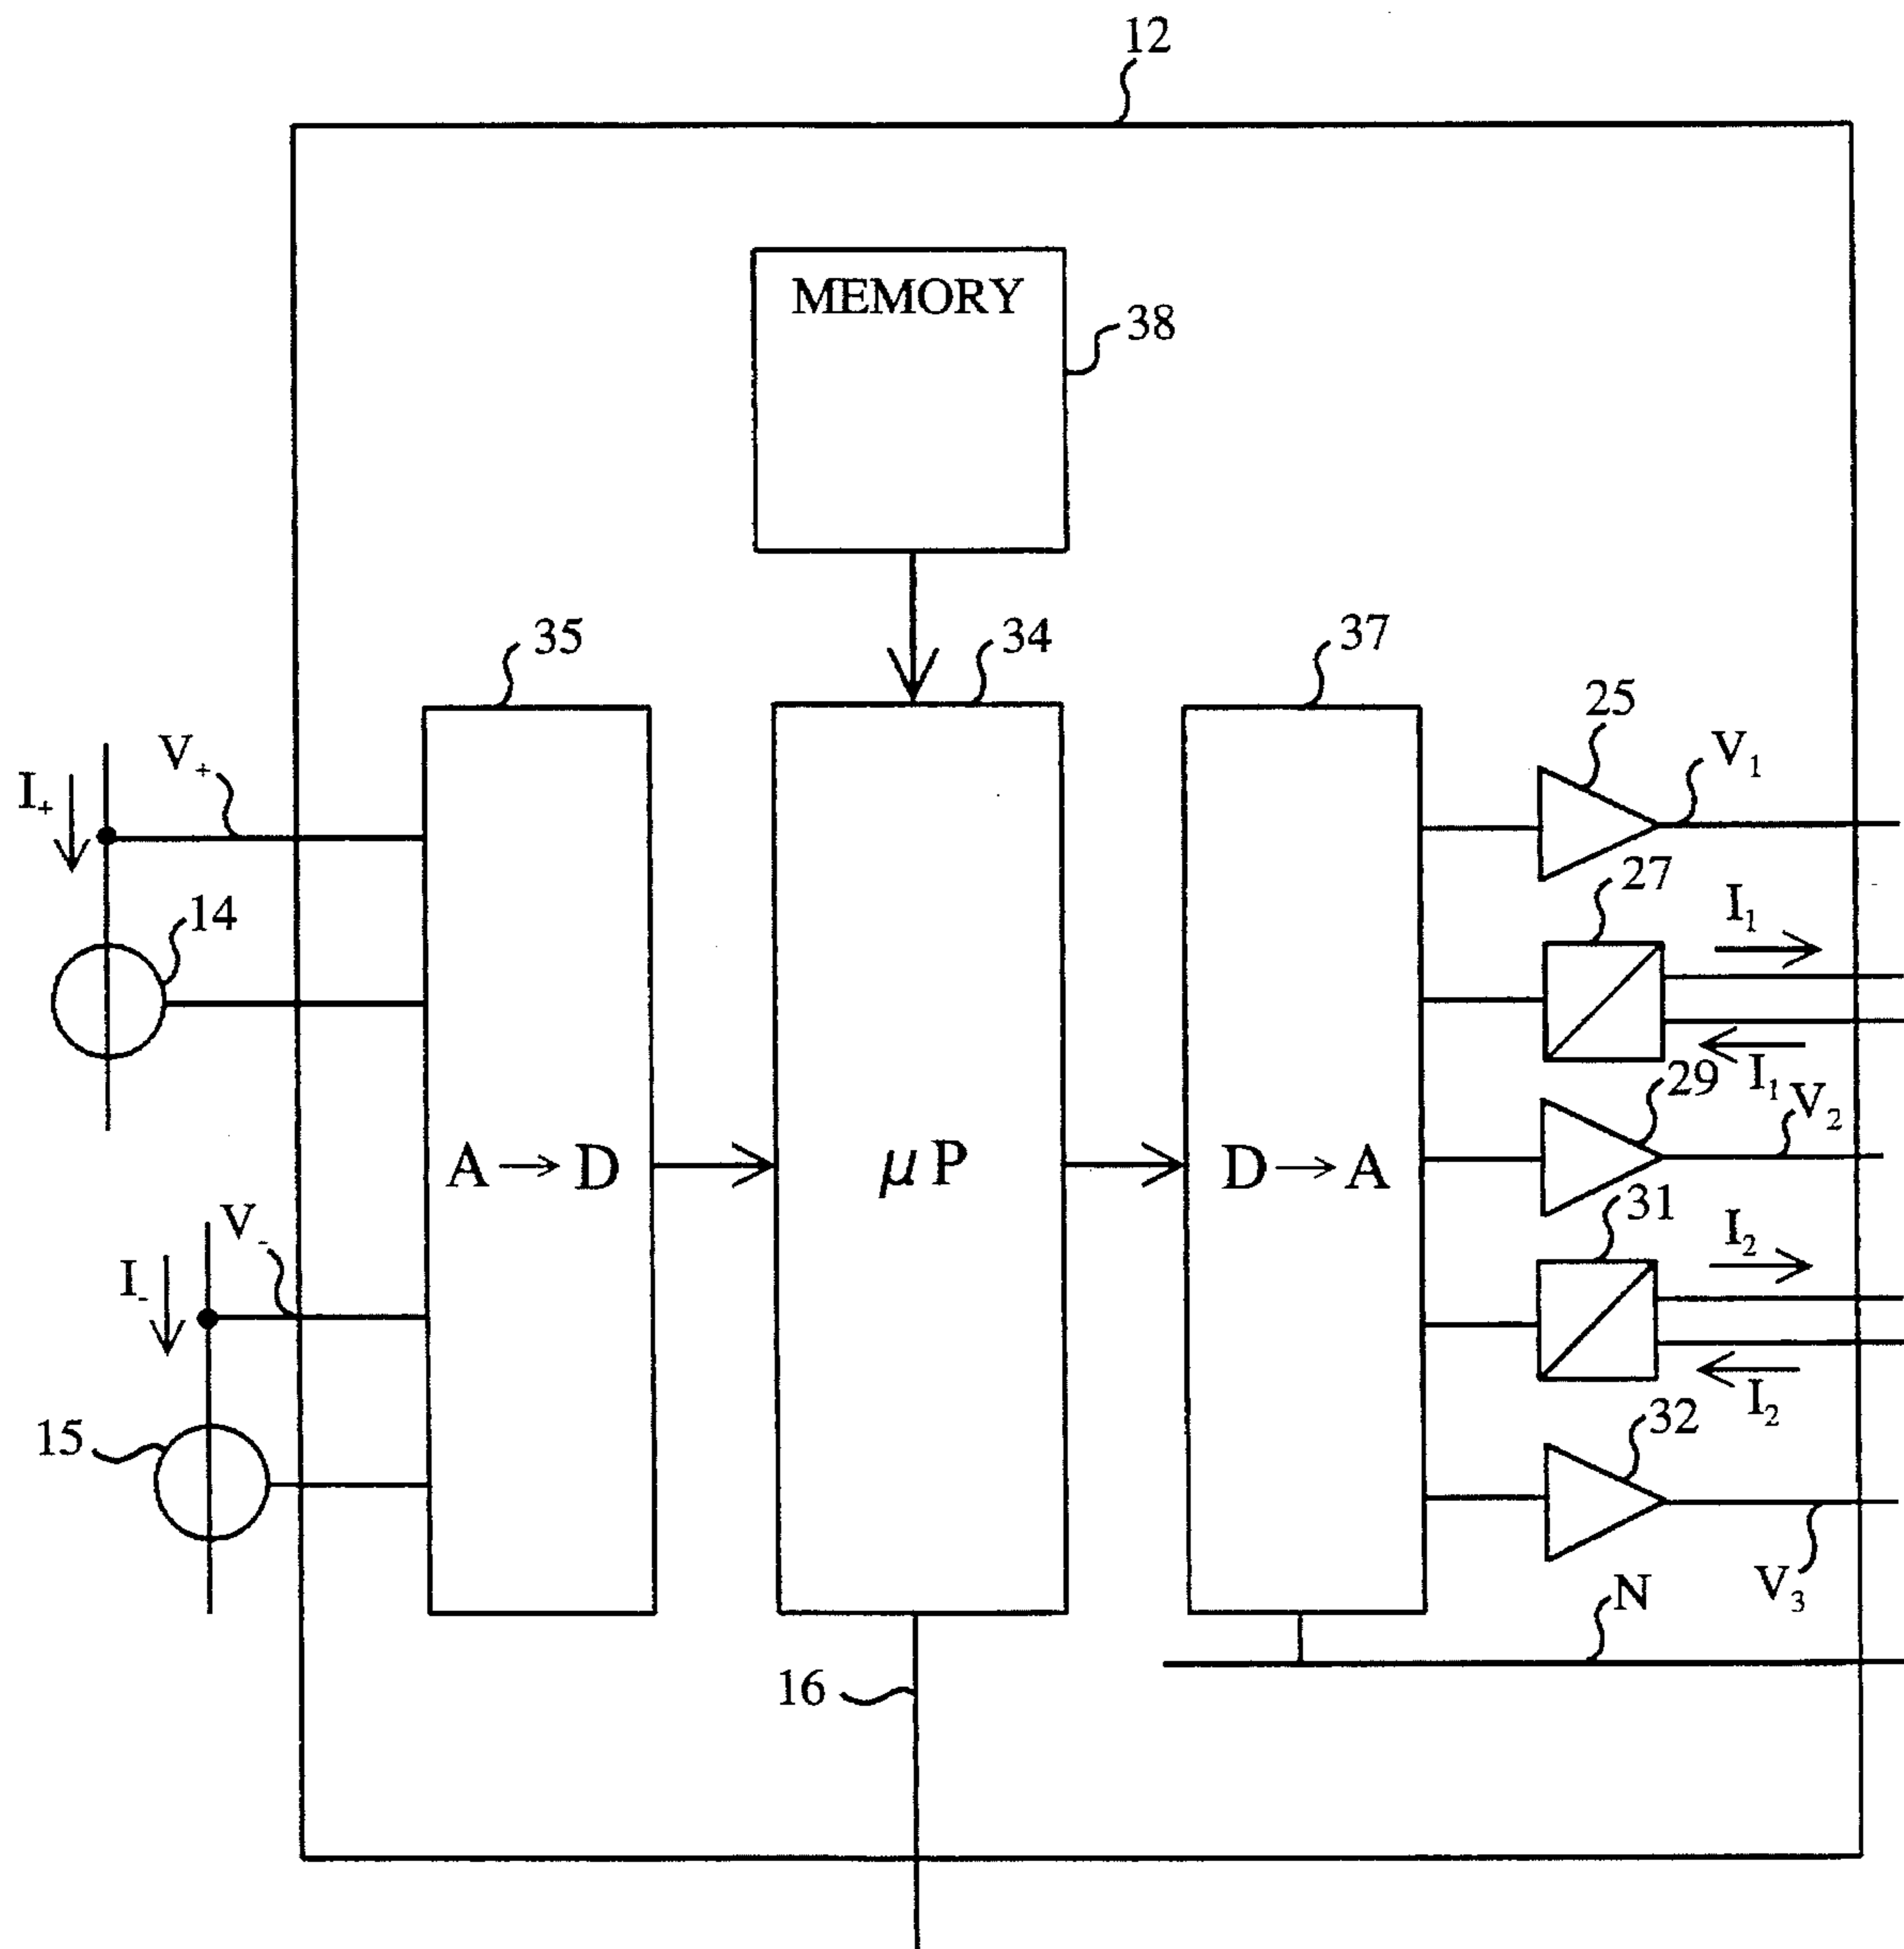 12
MEMORY
38
35
34
37
25
V₁
V₊
I₊
27
I₁
14
I₁
29
V₂
A → D
μP
D → A
31
I₂
V₋
I₋
I₂
15
32
V₃
N
16